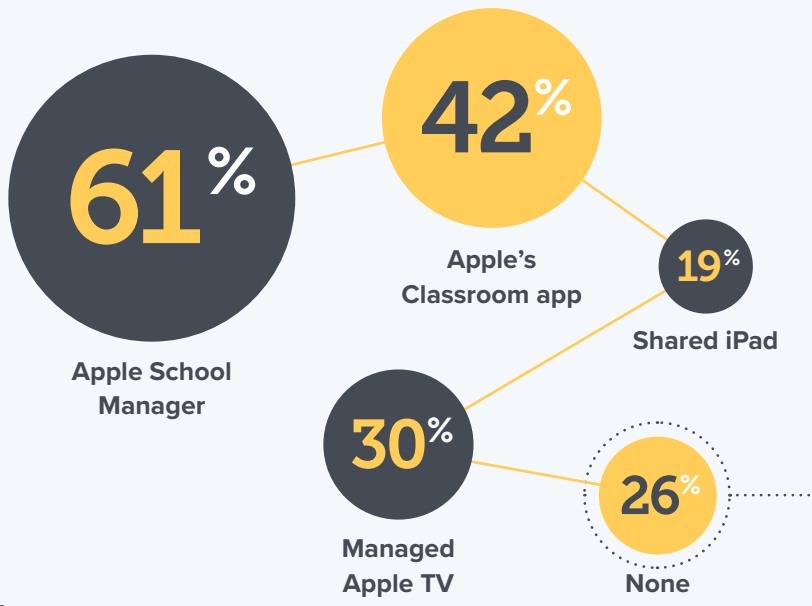 61%
Apple School
Manager
42%
Apple’s
Classroom app
19%
Shared iPad
30%
Managed
Apple TV
26%
None